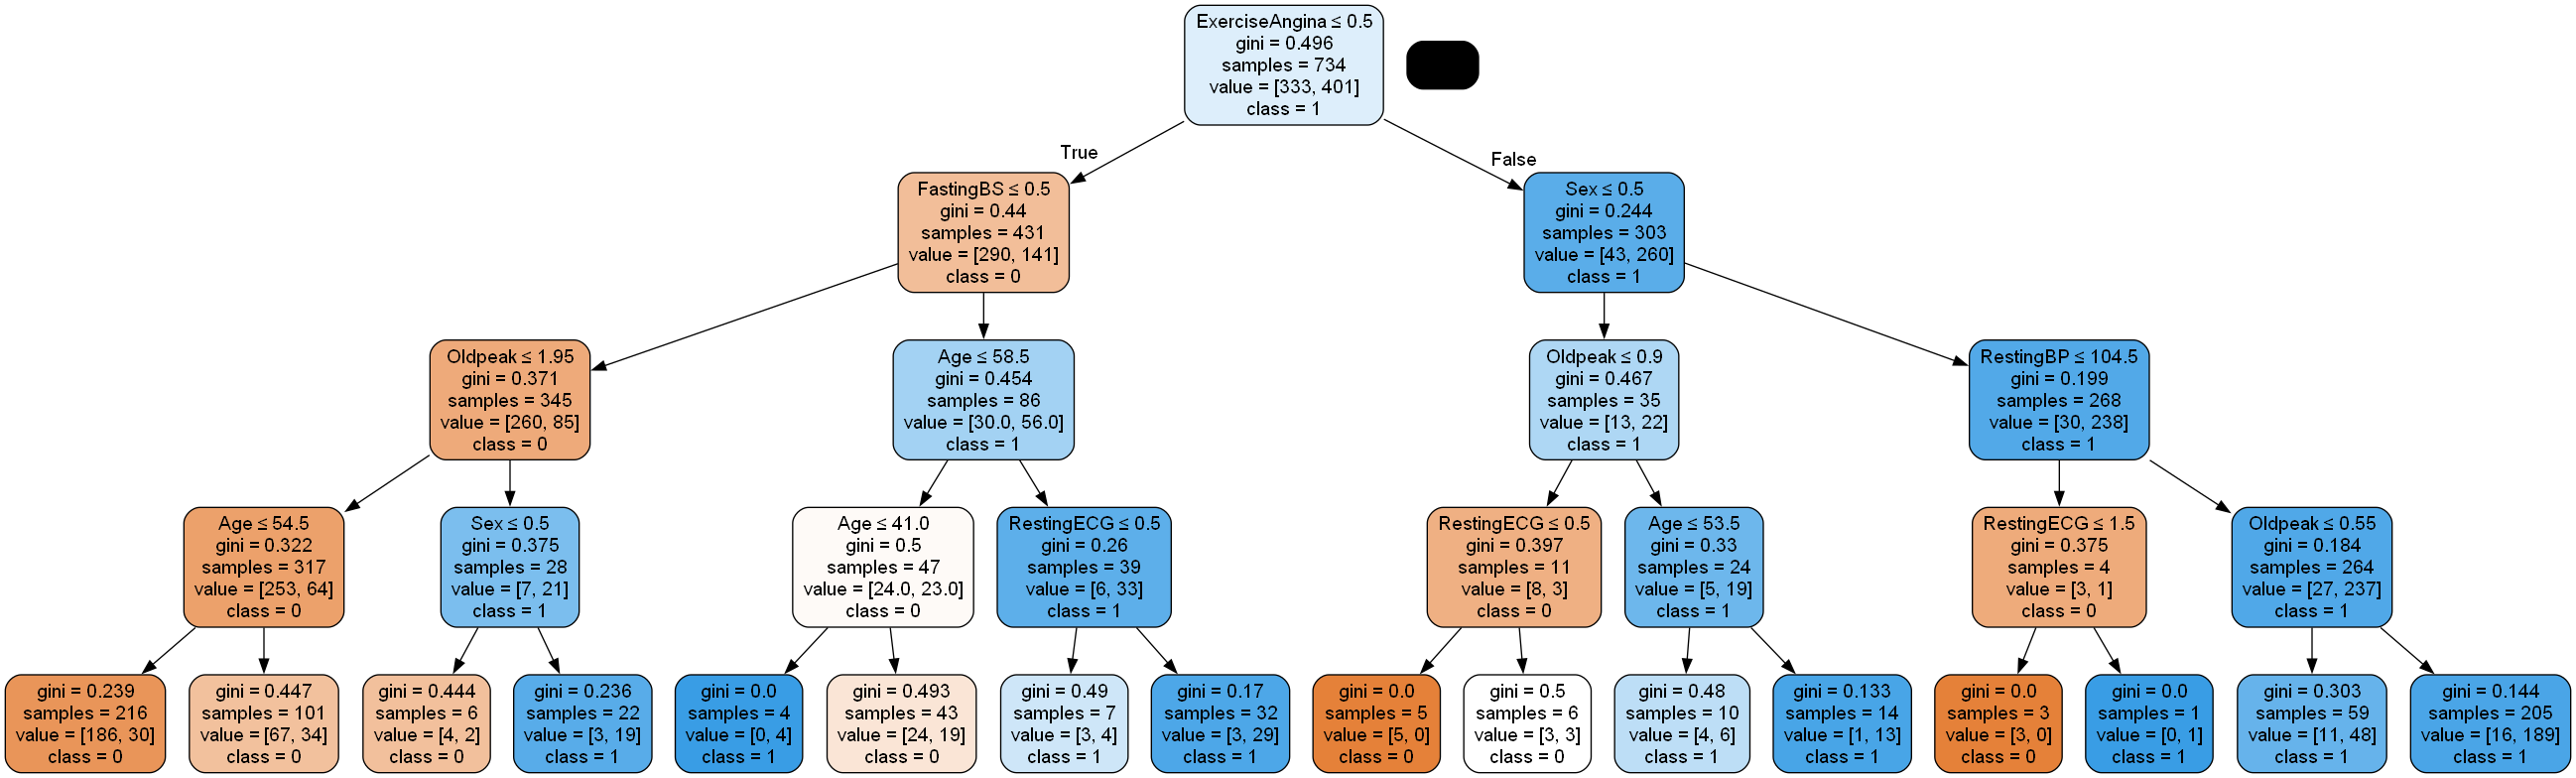 ExerciseAngina ≤ 0.5
gini = 0.496
samples = 734
value = [333, 401]
class = 1
True
False
FastingBS ≤ 0.5
gini = 0.44
samples = 431
value = [290, 141]
class = 0
Sex ≤ 0.5
gini = 0.244
samples = 303
value = [43, 260]
class = 1
Oldpeak ≤ 1.95
gini = 0.371
samples = 345
value = [260, 85]
class = 0
Age ≤ 58.5
gini = 0.454
samples = 86
value = [30.0, 56.0]
class = 1
Oldpeak ≤ 0.9
gini = 0.467
samples = 35
value = [13, 22]
class = 1
RestingBP ≤ 104.5
gini = 0.199
samples = 268
value = [30, 238]
class = 1
Age ≤ 54.5
gini = 0.322
samples = 317
value = [253, 64]
class = 0
Sex ≤ 0.5
gini = 0.375
samples = 28
value = [7, 21]
class = 1
Age ≤ 41.0
gini = 0.5
samples = 47
value = [24.0, 23.0]
class = 0
RestingECG ≤ 0.5
gini = 0.26
samples = 39
value = [6, 33]
class = 1
RestingECG ≤ 0.5
gini = 0.397
samples = 11
value = [8, 3]
class = 0
Age ≤ 53.5
gini = 0.33
samples = 24
value = [5, 19]
class = 1
RestingECG ≤ 1.5
gini = 0.375
samples = 4
value = [3, 1]
class = 0
Oldpeak ≤ 0.55
gini = 0.184
samples = 264
value = [27, 237]
class = 1
gini = 0.239
samples = 216
value = [186, 30]
class = 0
gini = 0.447
samples = 101
value = [67, 34]
class = 0
gini = 0.444
samples = 6
value = [4, 2]
class = 0
gini = 0.236
samples = 22
value = [3, 19]
class = 1
gini = 0.0
samples = 4
value = [0, 4]
class = 1
gini = 0.493
samples = 43
value = [24, 19]
class = 0
gini = 0.49
samples = 7
value = [3, 4]
class = 1
gini = 0.17
samples = 32
value = [3, 29]
class = 1
gini = 0.0
samples = 5
value = [5, 0]
class = 0
gini = 0.5
samples = 6
value = [3, 3]
class = 0
gini = 0.48
samples = 10
value = [4, 6]
class = 1
gini = 0.133
samples = 14
value = [1, 13]
class = 1
gini = 0.0
samples = 3
value = [3, 0]
class = 0
gini = 0.0
samples = 1
value = [0, 1]
class = 1
gini = 0.303
samples = 59
value = [11, 48]
class = 1
gini = 0.144
samples = 205
value = [16, 189]
class = 1